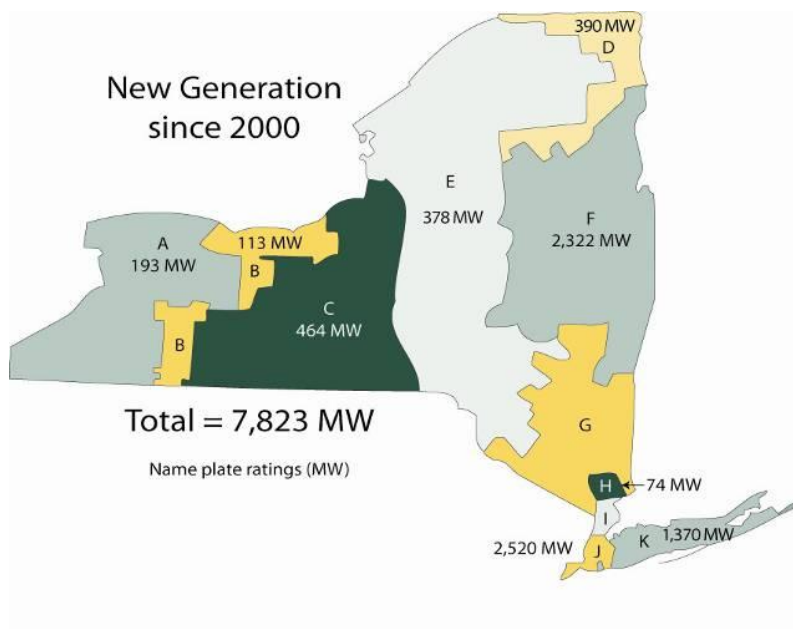 New Generation
since 2000
390 MW
D
E
378 MW
F
2,322 MW
A
193 MW
113 MW
B
B
C
464 MW
Total = 7,823 MW
Name plate ratings (MW)
G
H
74 MW
I
2,520 MW
J
K
1,370 MW